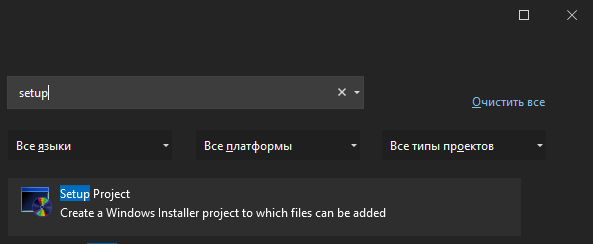 setup
Очистить все
Все языки
Все платформы
Все типы проектов
Setup Project
Create a Windows Installer project to which files can be added